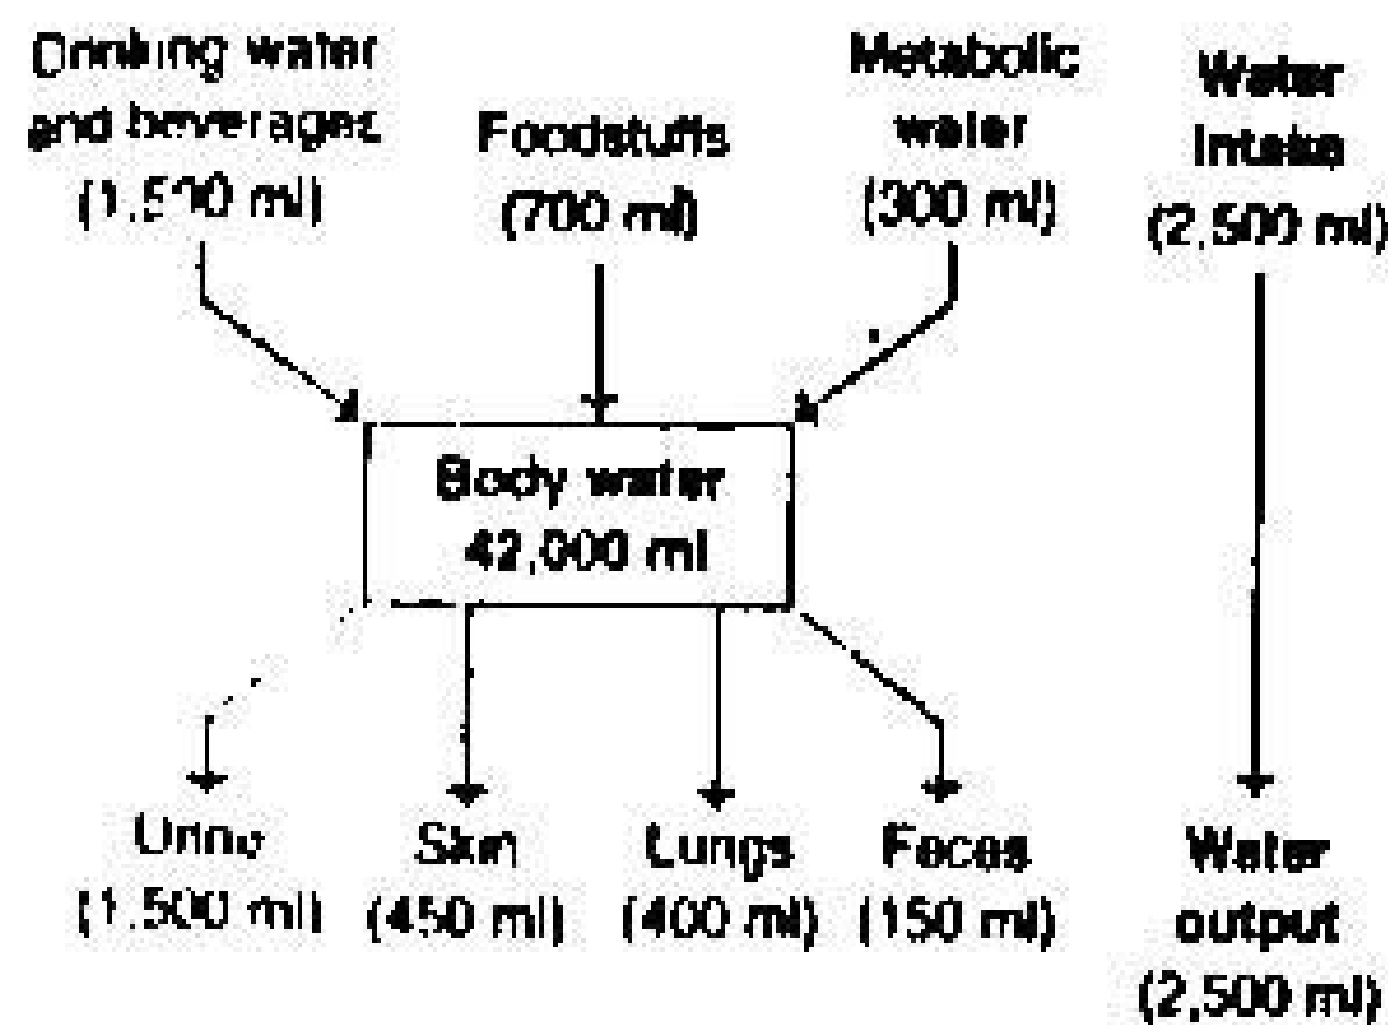 Drinking water
and beverages
(1,500 ml)
Foodstuffs
(700 ml)
Metabolic
water
(300 ml)
Water
Intake
(2,500 ml)
Body water
42,000 ml
Urine
(1,500 ml)
Skin
(450 ml)
Lungs
(400 ml)
Feces
(150 ml)
Water
output
(2,500 ml)